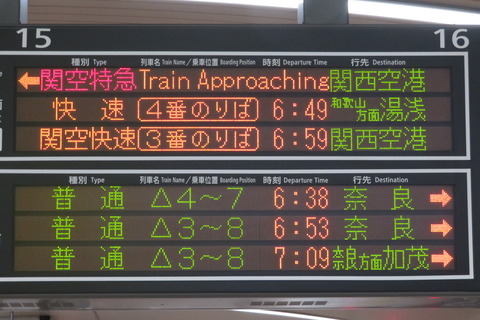 15 16
種別 Type 列車名 Train Name / 乗車位置 Boarding Position 時刻 Departure Time 行先 Destination
← 関空特急 Train Approaching 関西空港
快速 4番のりば 6:49 和歌山方面湯浅
関空快速 3番のりば 6:59 関西空港
種別 Type 列車名 Train Name / 乗車位置 Boarding Position 時刻 Departure Time 行先 Destination
普通 △4～7 6:38 奈良 →
普通 △3～8 6:53 奈良 →
普通 △3～8 7:09 奈良方面加茂 →